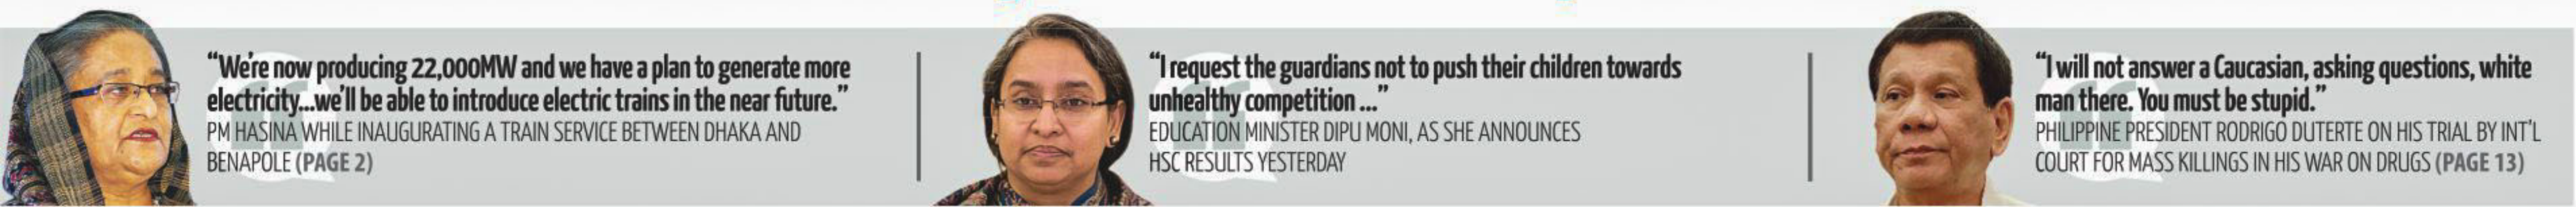 “We’re now producing 22,000MW and we have a plan to generate more
electricity...we’ll be able to introduce electric trains in the near future.”
PM HASINA WHILE INAUGURATING A TRAIN SERVICE BETWEEN DHAKA AND
BENAPOLE (PAGE 2)
“I request the guardians not to push their children towards
unhealthy competition ...”
EDUCATION MINISTER DIPU MONI, AS SHE ANNOUNCES
HSC RESULTS YESTERDAY
“I will not answer a Caucasian, asking questions, white
man there. You must be stupid.”
PHILIPPINE PRESIDENT RODRIGO DUTERTE ON HIS TRIAL BY INT’L
COURT FOR MASS KILLINGS IN HIS WAR ON DRUGS (PAGE 13)